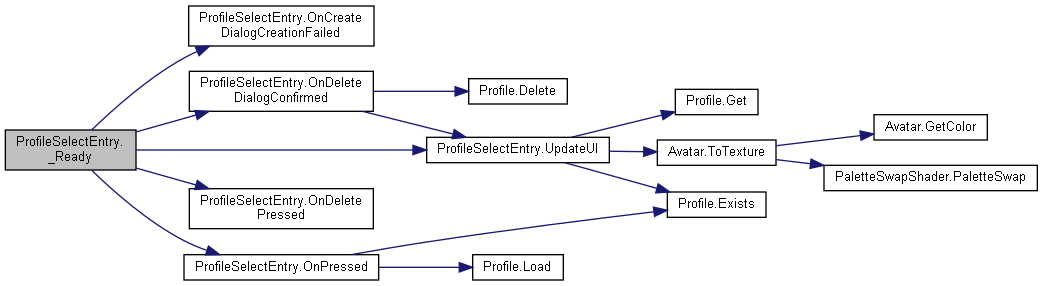 ProfileSelectEntry.OnCreate
DialogCreationFailed
ProfileSelectEntry.OnDelete
DialogConfirmed
Profile.Delete
Profile.Get
Avatar.GetColor
ProfileSelectEntry.
_Ready
ProfileSelectEntry.UpdateUI
Avatar.ToTexture
PaletteSwapShader.PaletteSwap
ProfileSelectEntry.OnDelete
Pressed
Profile.Exists
ProfileSelectEntry.OnPressed
Profile.Load